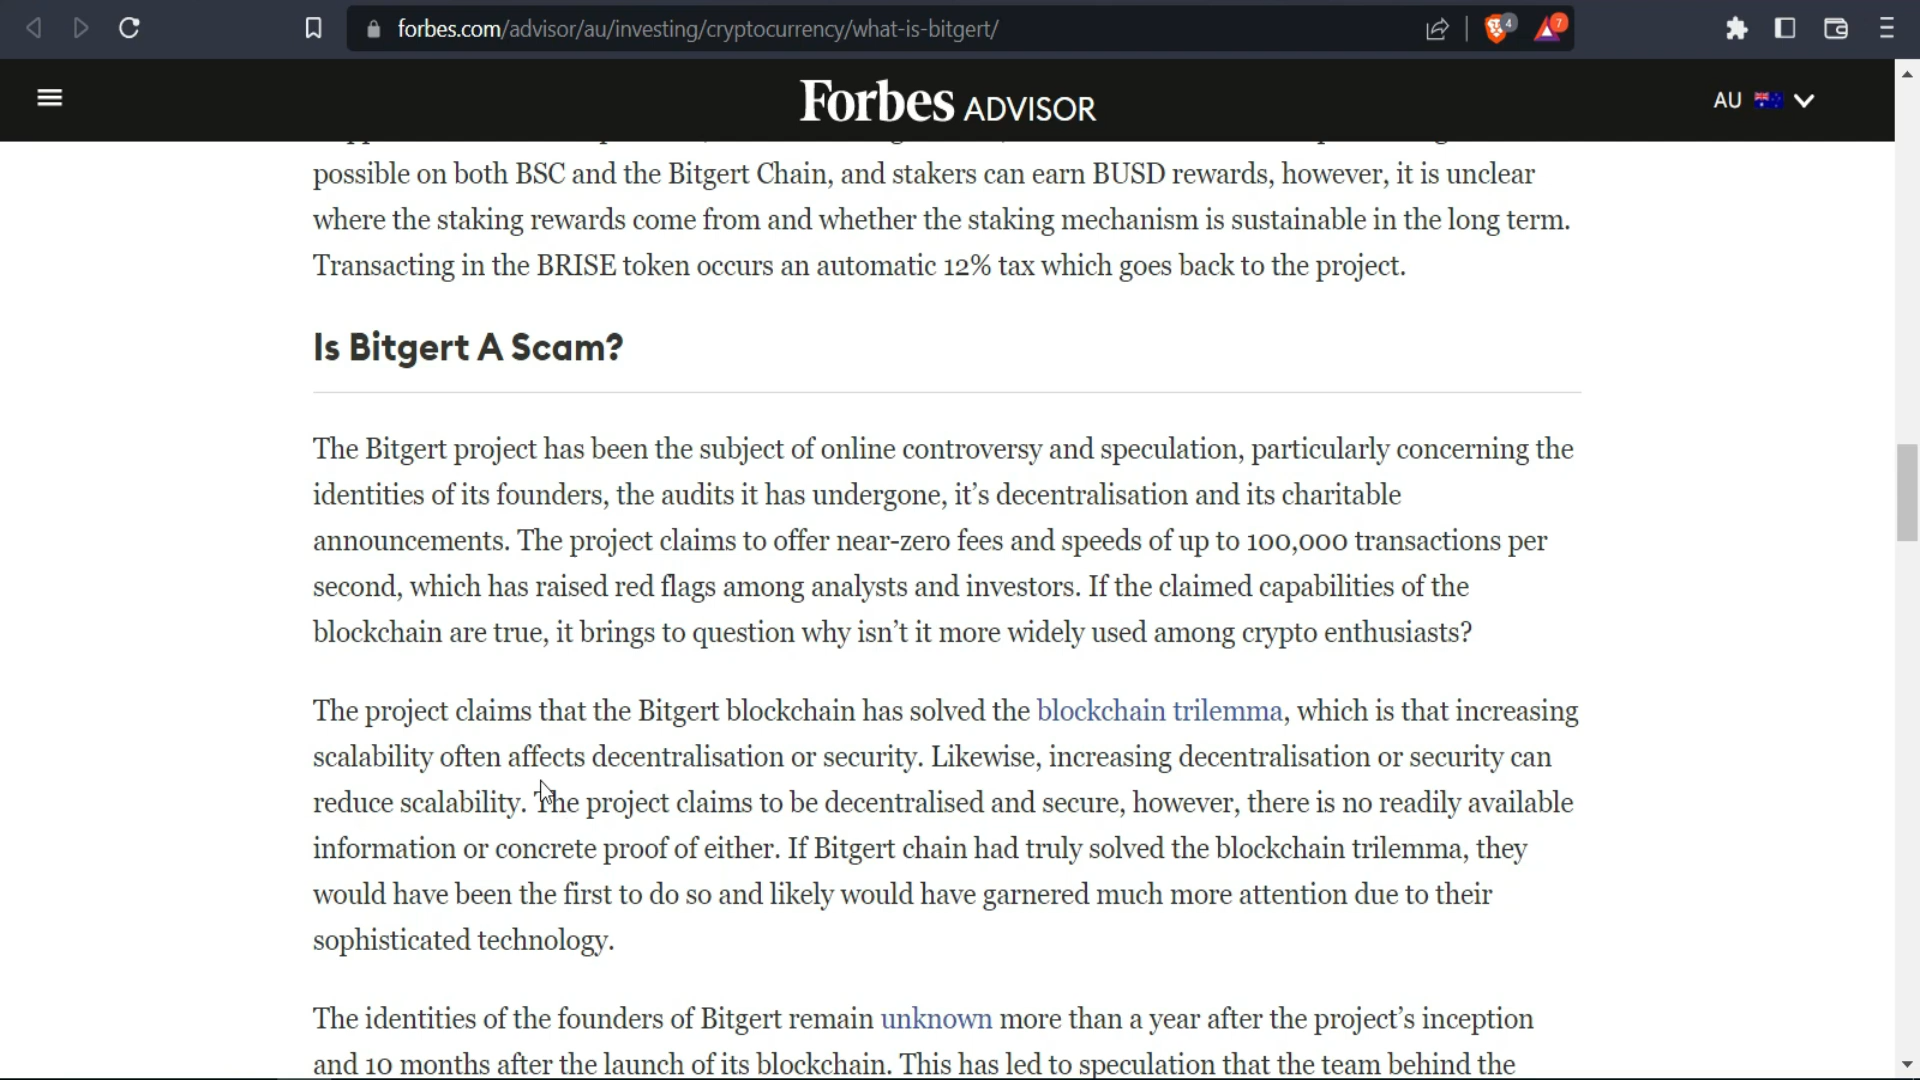 forbes.com/advisor/au/investing/cryptocurrency/what-is-bitgert/
4
7
Forbes ADVISOR
AU
possible on both BSC and the Bitgert Chain, and stakers can earn BUSD rewards, however, it is unclear
where the staking rewards come from and whether the staking mechanism is sustainable in the long term.
Transacting in the BRISE token occurs an automatic 12% tax which goes back to the project.
Is Bitgert A Scam?
The Bitgert project has been the subject of online controversy and speculation, particularly concerning the
identities of its founders, the audits it has undergone, it’s decentralisation and its charitable
announcements. The project claims to offer near-zero fees and speeds of up to 100,000 transactions per
second, which has raised red flags among analysts and investors. If the claimed capabilities of the
blockchain are true, it brings to question why isn’t it more widely used among crypto enthusiasts?
The project claims that the Bitgert blockchain has solved the blockchain trilemma, which is that increasing
scalability often affects decentralisation or security. Likewise, increasing decentralisation or security can
reduce scalability. The project claims to be decentralised and secure, however, there is no readily available
information or concrete proof of either. If Bitgert chain had truly solved the blockchain trilemma, they
would have been the first to do so and likely would have garnered much more attention due to their
sophisticated technology.
The identities of the founders of Bitgert remain unknown more than a year after the project’s inception
and 10 months after the launch of its blockchain. This has led to speculation that the team behind the